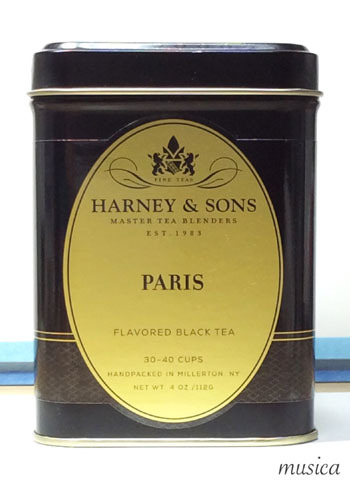 FINE TEAS
HARNEY & SONS
MASTER TEA BLENDERS
EST. 1983
PARIS
FLAVORED BLACK TEA
30-40 CUPS
HANDPACKED IN MILLERTON, NY
NET WT. 4 OZ./112G
musica